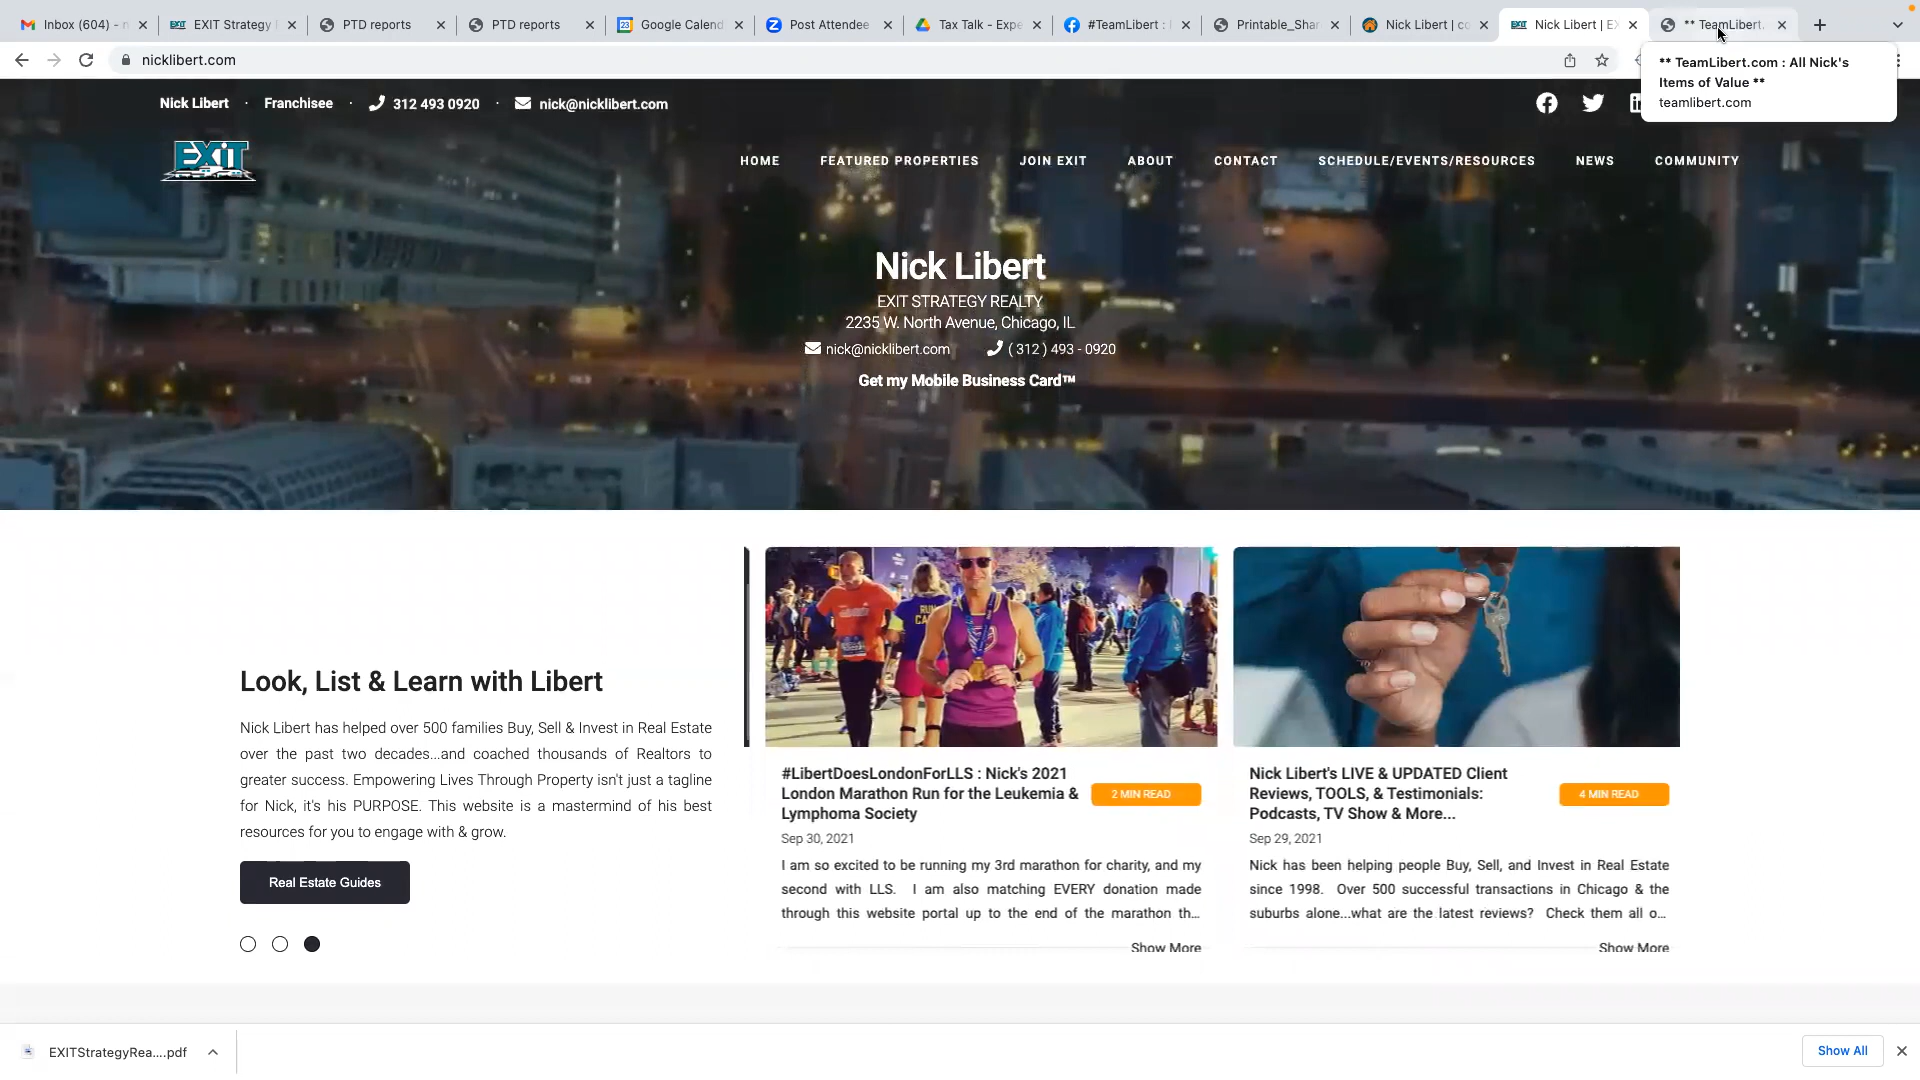 Inbox (604) - n
EXIT Strategy
PTD reports
PTD reports
Google Calend
Post Attendee
Tax Talk - Expe
#TeamLibert :
Printable_Sha
Nick Libert | co
Nick Libert | EX
** TeamLibert.
nicklibert.com
** TeamLibert.com : All Nick's
Items of Value **
teamlibert.com
Nick Libert · Franchisee · 312 493 0920 · nick@nicklibert.com
EXIT
HOME
FEATURED PROPERTIES
JOIN EXIT
ABOUT
CONTACT
SCHEDULE/EVENTS/RESOURCES
NEWS
COMMUNITY
Nick Libert
EXIT STRATEGY REALTY
2235 W. North Avenue, Chicago, IL
nick@nicklibert.com ( 312 ) 493 - 0920
Get my Mobile Business Card™
Look, List & Learn with Libert
Nick Libert has helped over 500 families Buy, Sell & Invest in Real Estate
over the past two decades...and coached thousands of Realtors to
greater success. Empowering Lives Through Property isn't just a tagline
for Nick, it's his PURPOSE. This website is a mastermind of his best
resources for you to engage with & grow.
Real Estate Guides
#LibertDoesLondonForLLS : Nick's 2021
London Marathon Run for the Leukemia &
Lymphoma Society
2 MIN READ
Sep 30, 2021
I am so excited to be running my 3rd marathon for charity, and my
second with LLS. I am also matching EVERY donation made
through this website portal up to the end of the marathon th...
Show More
Nick Libert's LIVE & UPDATED Client
Reviews, TOOLS, & Testimonials:
Podcasts, TV Show & More...
4 MIN READ
Sep 29, 2021
Nick has been helping people Buy, Sell, and Invest in Real Estate
since 1998. Over 500 successful transactions in Chicago & the
suburbs alone...what are the latest reviews? Check them all o...
Show More
EXITStrategyRea....pdf
Show All